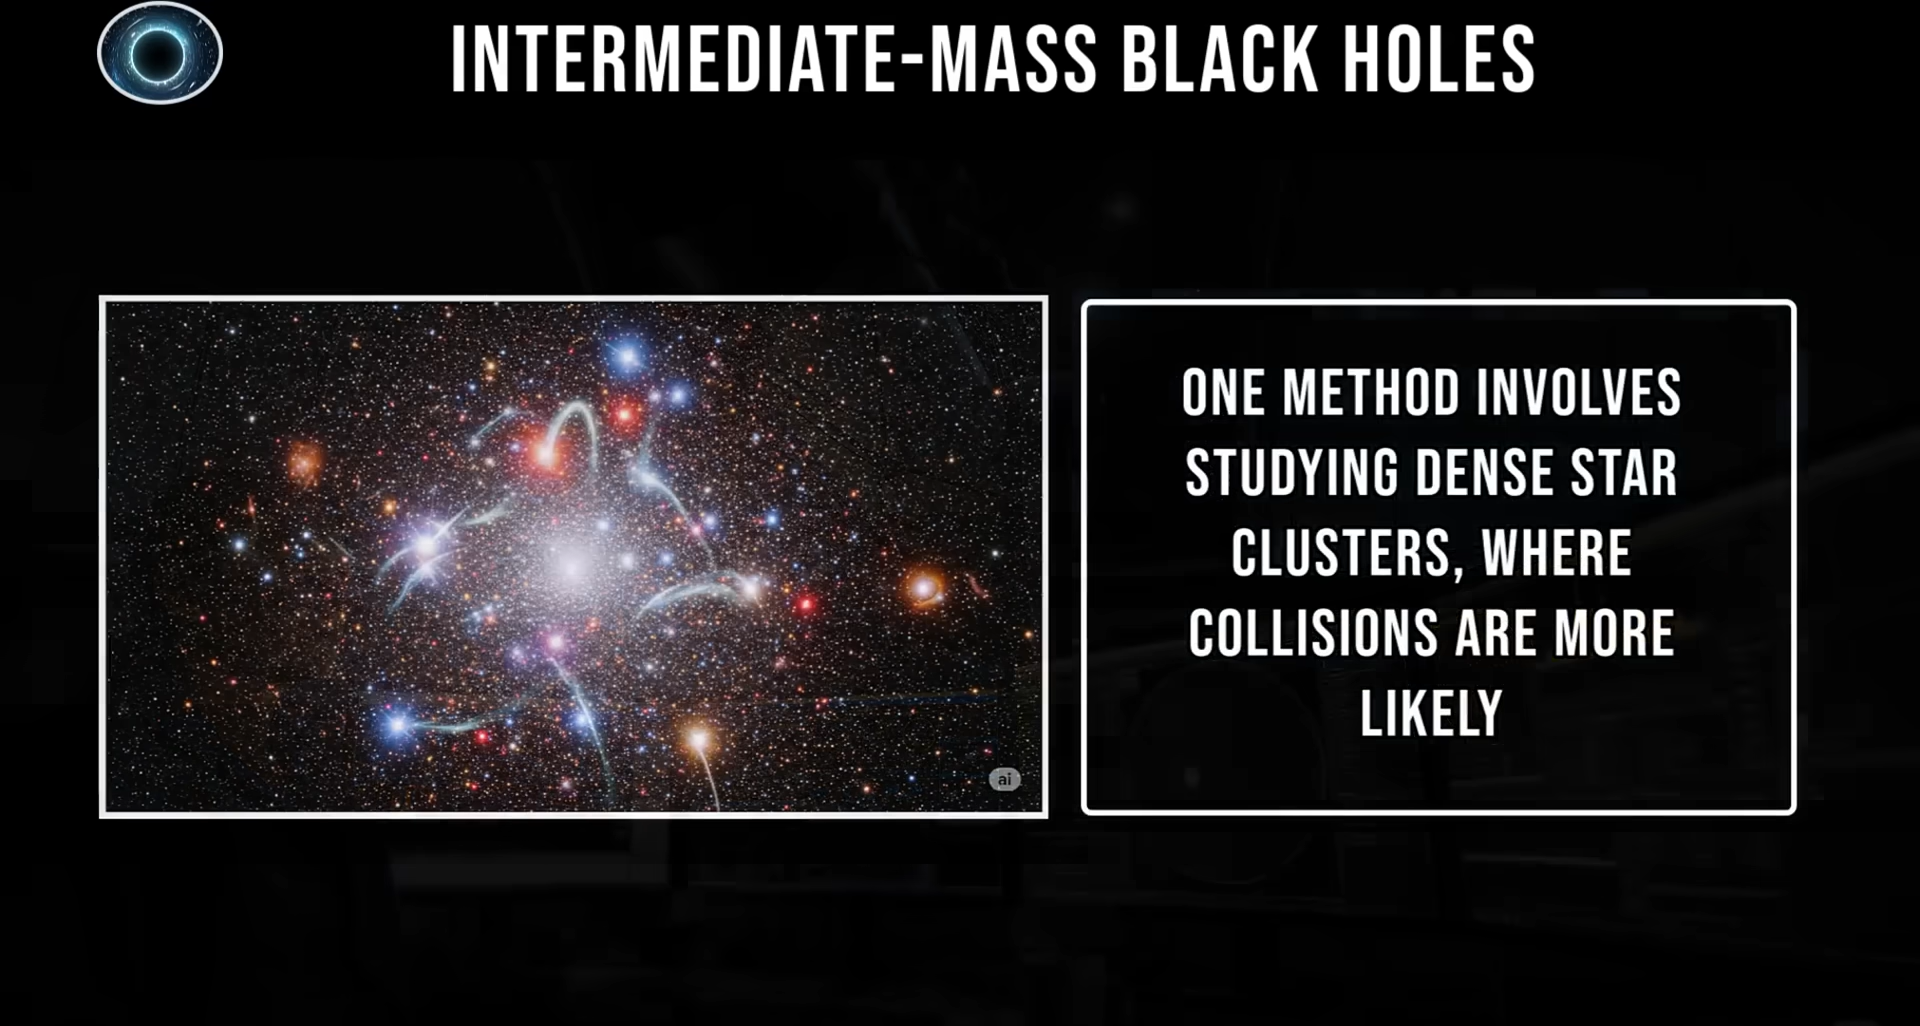 INTERMEDIATE-MASS BLACK HOLES
ONE METHOD INVOLVES
STUDYING DENSE STAR
CLUSTERS, WHERE
COLLISIONS ARE MORE
LIKELY
ai